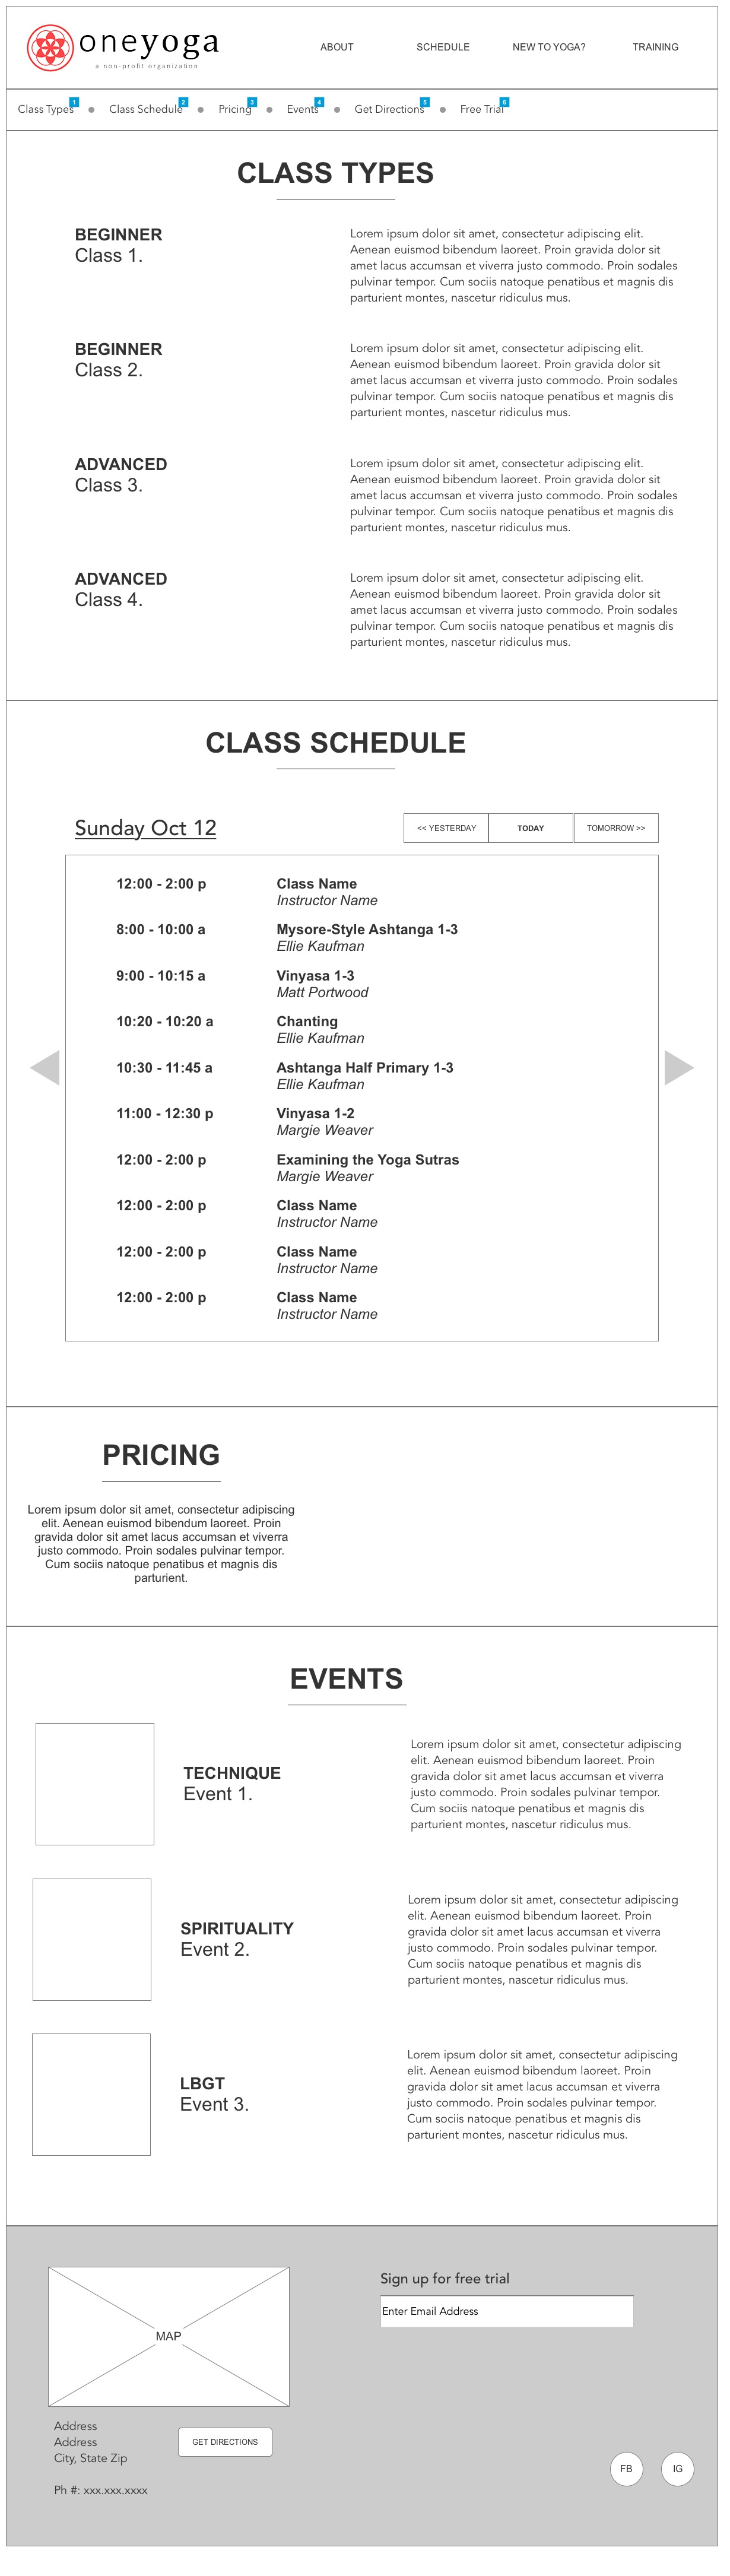 oneyoga
a non-profit organization
ABOUT SCHEDULE NEW TO YOGA? TRAINING
Class Types 1 Class Schedule 2 Pricing 3 Events 4 Get Directions 5 Free Trial 6
CLASS TYPES
BEGINNER
Class 1.
Lorem ipsum dolor sit amet, consectetur adipiscing elit.
Aenean euismod bibendum laoreet. Proin gravida dolor sit
amet lacus accumsan et viverra justo commodo. Proin sodales
pulvinar tempor. Cum sociis natoque penatibus et magnis dis
parturient montes, nascetur ridiculus mus.
BEGINNER
Class 2.
Lorem ipsum dolor sit amet, consectetur adipiscing elit.
Aenean euismod bibendum laoreet. Proin gravida dolor sit
amet lacus accumsan et viverra justo commodo. Proin sodales
pulvinar tempor. Cum sociis natoque penatibus et magnis dis
parturient montes, nascetur ridiculus mus.
ADVANCED
Class 3.
Lorem ipsum dolor sit amet, consectetur adipiscing elit.
Aenean euismod bibendum laoreet. Proin gravida dolor sit
amet lacus accumsan et viverra justo commodo. Proin sodales
pulvinar tempor. Cum sociis natoque penatibus et magnis dis
parturient montes, nascetur ridiculus mus.
ADVANCED
Class 4.
Lorem ipsum dolor sit amet, consectetur adipiscing elit.
Aenean euismod bibendum laoreet. Proin gravida dolor sit
amet lacus accumsan et viverra justo commodo. Proin sodales
pulvinar tempor. Cum sociis natoque penatibus et magnis dis
parturient montes, nascetur ridiculus mus.
CLASS SCHEDULE
Sunday Oct 12
<< YESTERDAY TODAY TOMORROW >>
12:00 - 2:00 p Class Name
Instructor Name
8:00 - 10:00 a Mysore-Style Ashtanga 1-3
Ellie Kaufman
9:00 - 10:15 a Vinyasa 1-3
Matt Portwood
10:20 - 10:20 a Chanting
Ellie Kaufman
10:30 - 11:45 a Ashtanga Half Primary 1-3
Ellie Kaufman
11:00 - 12:30 p Vinyasa 1-2
Margie Weaver
12:00 - 2:00 p Examining the Yoga Sutras
Margie Weaver
12:00 - 2:00 p Class Name
Instructor Name
12:00 - 2:00 p Class Name
Instructor Name
12:00 - 2:00 p Class Name
Instructor Name
PRICING
Lorem ipsum dolor sit amet, consectetur adipiscing
elit. Aenean euismod bibendum laoreet. Proin
gravida dolor sit amet lacus accumsan et viverra
justo commodo. Proin sodales pulvinar tempor.
Cum sociis natoque penatibus et magnis dis
parturient.
EVENTS
TECHNIQUE
Event 1.
Lorem ipsum dolor sit amet, consectetur adipiscing
elit. Aenean euismod bibendum laoreet. Proin
gravida dolor sit amet lacus accumsan et viverra
justo commodo. Proin sodales pulvinar tempor.
Cum sociis natoque penatibus et magnis dis
parturient montes, nascetur ridiculus mus.
SPIRITUALITY
Event 2.
Lorem ipsum dolor sit amet, consectetur adipiscing
elit. Aenean euismod bibendum laoreet. Proin
gravida dolor sit amet lacus accumsan et viverra
justo commodo. Proin sodales pulvinar tempor.
Cum sociis natoque penatibus et magnis dis
parturient montes, nascetur ridiculus mus.
LBGT
Event 3.
Lorem ipsum dolor sit amet, consectetur adipiscing
elit. Aenean euismod bibendum laoreet. Proin
gravida dolor sit amet lacus accumsan et viverra
justo commodo. Proin sodales pulvinar tempor.
Cum sociis natoque penatibus et magnis dis
parturient montes, nascetur ridiculus mus.
MAP
Address
Address
City, State Zip
Ph #: xxx.xxx.xxxx
GET DIRECTIONS
Sign up for free trial
Enter Email Address
FB IG